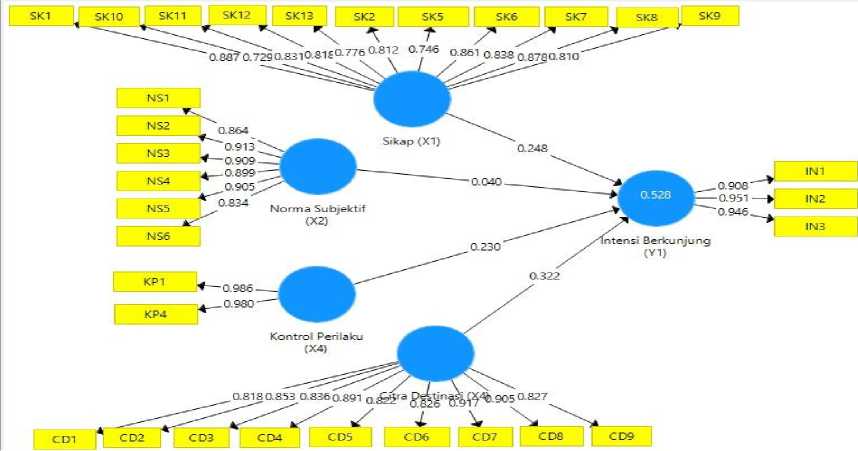 SK1 SK10 SK11 SK12 SK13 SK2 SK5 SK6 SK7 SK8 SK9
0.887 0.729 0.831 0.818 0.776 0.812 0.746 0.861 0.838 0.878 0.810
Sikap (X1)
NS1
NS2
NS3
NS4
NS5
NS6
0.864
0.913
0.909
0.899
0.905
0.834
Norma Subjektif
(X2)
0.248
0.040
0.230
0.322
0.528
Intensi Berkunjung
(Y1)
0.908
0.951
0.946
IN1
IN2
IN3
KP1
KP4
0.986
0.980
Kontrol Perilaku
(X4)
Citra Destinasi (X4)
0.818 0.853 0.836 0.891 0.822 0.826 0.917 0.905 0.827
CD1 CD2 CD3 CD4 CD5 CD6 CD7 CD8 CD9